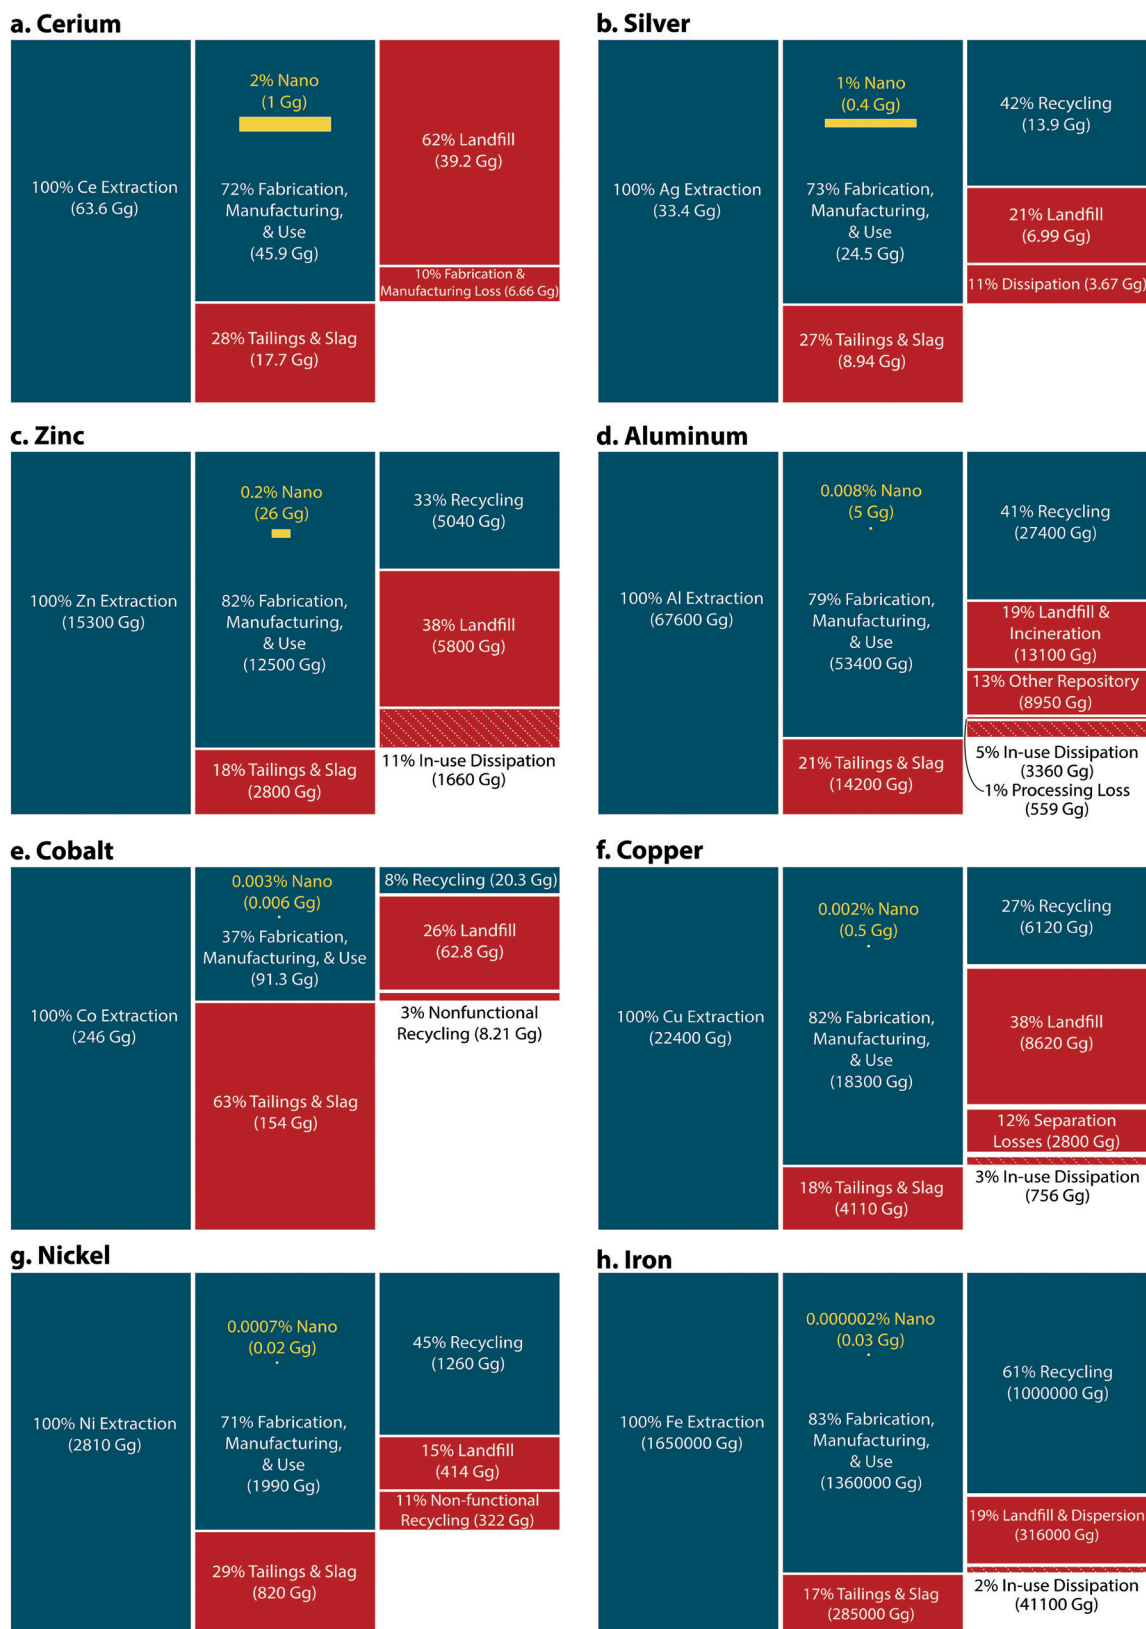 a. Cerium
100% Ce Extraction
(63.6 Gg)
2% Nano
(1 Gg)
72% Fabrication,
Manufacturing,
& Use
(45.9 Gg)
28% Tailings & Slag
(17.7 Gg)
62% Landfill
(39.2 Gg)
10% Fabrication &
Manufacturing Loss (6.66 Gg)
b. Silver
100% Ag Extraction
(33.4 Gg)
1% Nano
(0.4 Gg)
73% Fabrication,
Manufacturing,
& Use
(24.5 Gg)
27% Tailings & Slag
(8.94 Gg)
42% Recycling
(13.9 Gg)
21% Landfill
(6.99 Gg)
11% Dissipation (3.67 Gg)
c. Zinc
100% Zn Extraction
(15300 Gg)
0.2% Nano
(26 Gg)
82% Fabrication,
Manufacturing,
& Use
(12500 Gg)
18% Tailings & Slag
(2800 Gg)
33% Recycling
(5040 Gg)
38% Landfill
(5800 Gg)
11% In-use Dissipation
(1660 Gg)
d. Aluminum
100% Al Extraction
(67600 Gg)
0.008% Nano
(5 Gg)
79% Fabrication,
Manufacturing,
& Use
(53400 Gg)
21% Tailings & Slag
(14200 Gg)
41% Recycling
(27400 Gg)
19% Landfill &
Incineration
(13100 Gg)
13% Other Repository
(8950 Gg)
5% In-use Dissipation
(3360 Gg)
1% Processing Loss
(559 Gg)
e. Cobalt
100% Co Extraction
(246 Gg)
0.003% Nano
(0.006 Gg)
37% Fabrication,
Manufacturing, & Use
(91.3 Gg)
63% Tailings & Slag
(154 Gg)
8% Recycling (20.3 Gg)
26% Landfill
(62.8 Gg)
3% Nonfunctional
Recycling (8.21 Gg)
f. Copper
100% Cu Extraction
(22400 Gg)
0.002% Nano
(0.5 Gg)
82% Fabrication,
Manufacturing,
& Use
(18300 Gg)
18% Tailings & Slag
(4110 Gg)
27% Recycling
(6120 Gg)
38% Landfill
(8620 Gg)
12% Separation
Losses (2800 Gg)
3% In-use Dissipation
(756 Gg)
g. Nickel
100% Ni Extraction
(2810 Gg)
0.0007% Nano
(0.02 Gg)
71% Fabrication,
Manufacturing,
& Use
(1990 Gg)
29% Tailings & Slag
(820 Gg)
45% Recycling
(1260 Gg)
15% Landfill
(414 Gg)
11% Non-functional
Recycling (322 Gg)
h. Iron
100% Fe Extraction
(1650000 Gg)
0.000002% Nano
(0.03 Gg)
83% Fabrication,
Manufacturing,
& Use
(1360000 Gg)
17% Tailings & Slag
(285000 Gg)
61% Recycling
(1000000 Gg)
19% Landfill & Dispersion
(316000 Gg)
2% In-use Dissipation
(41100 Gg)